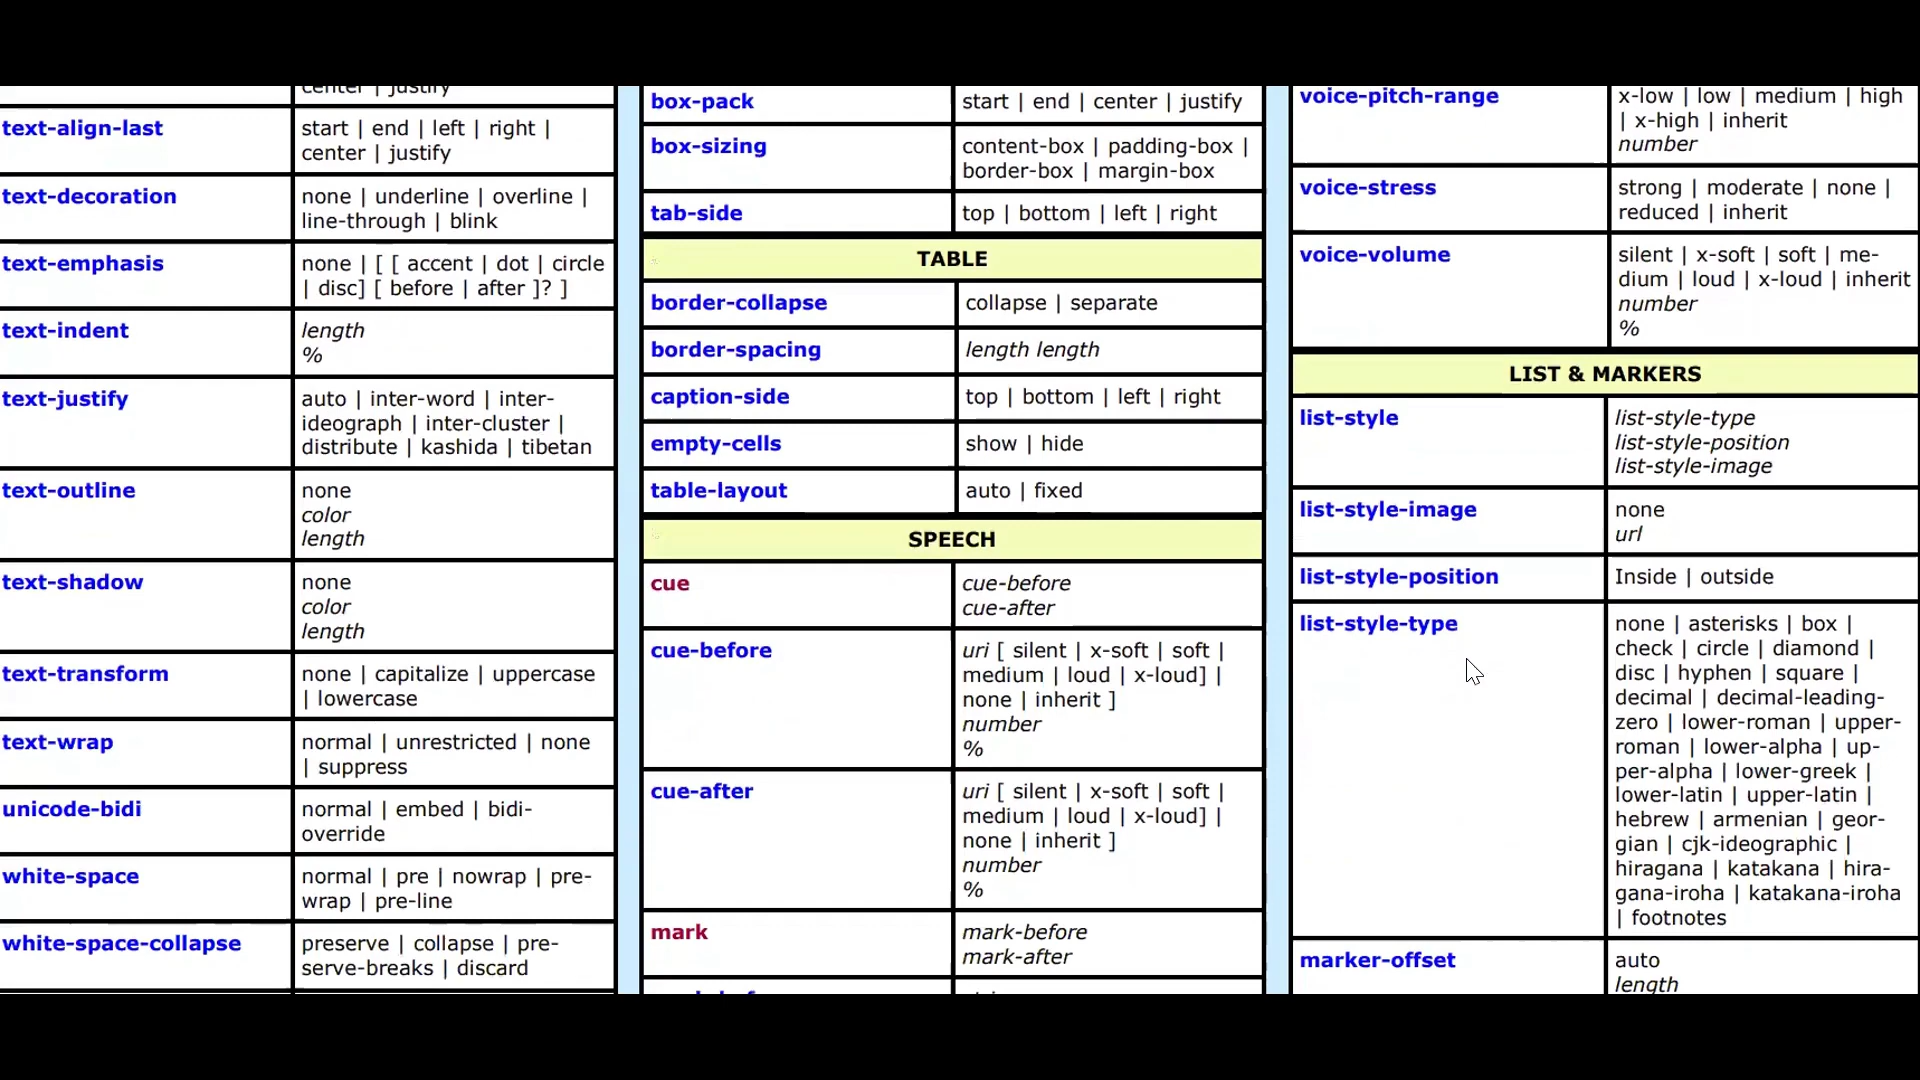 center | justify
text-align-last
start | end | left | right |
center | justify
text-decoration
none | underline | overline |
line-through | blink
text-emphasis
none | [ [ accent | dot | circle
| disc] [ before | after ]? ]
text-indent
length
%
text-justify
auto | inter-word | inter-
ideograph | inter-cluster |
distribute | kashida | tibetan
text-outline
none
color
length
text-shadow
none
color
length
text-transform
none | capitalize | uppercase
| lowercase
text-wrap
normal | unrestricted | none
| suppress
unicode-bidi
normal | embed | bidi-
override
white-space
normal | pre | nowrap | pre-
wrap | pre-line
white-space-collapse
preserve | collapse | pre-
serve-breaks | discard
box-pack
start | end | center | justify
box-sizing
content-box | padding-box |
border-box | margin-box
tab-side
top | bottom | left | right
TABLE
border-collapse
collapse | separate
border-spacing
length length
caption-side
top | bottom | left | right
empty-cells
show | hide
table-layout
auto | fixed
SPEECH
cue
cue-before
cue-after
cue-before
uri [ silent | x-soft | soft |
medium | loud | x-loud] |
none | inherit ]
number
%
cue-after
uri [ silent | x-soft | soft |
medium | loud | x-loud] |
none | inherit ]
number
%
mark
mark-before
mark-after
voice-pitch-range
x-low | low | medium | high
| x-high | inherit
number
voice-stress
strong | moderate | none |
reduced | inherit
voice-volume
silent | x-soft | soft | me-
dium | loud | x-loud | inherit
number
%
LIST & MARKERS
list-style
list-style-type
list-style-position
list-style-image
list-style-image
none
url
list-style-position
Inside | outside
list-style-type
none | asterisks | box |
check | circle | diamond |
disc | hyphen | square |
decimal | decimal-leading-
zero | lower-roman | upper-
roman | lower-alpha | up-
per-alpha | lower-greek |
lower-latin | upper-latin |
hebrew | armenian | geor-
gian | cjk-ideographic |
hiragana | katakana | hira-
gana-iroha | katakana-iroha
| footnotes
marker-offset
auto
length